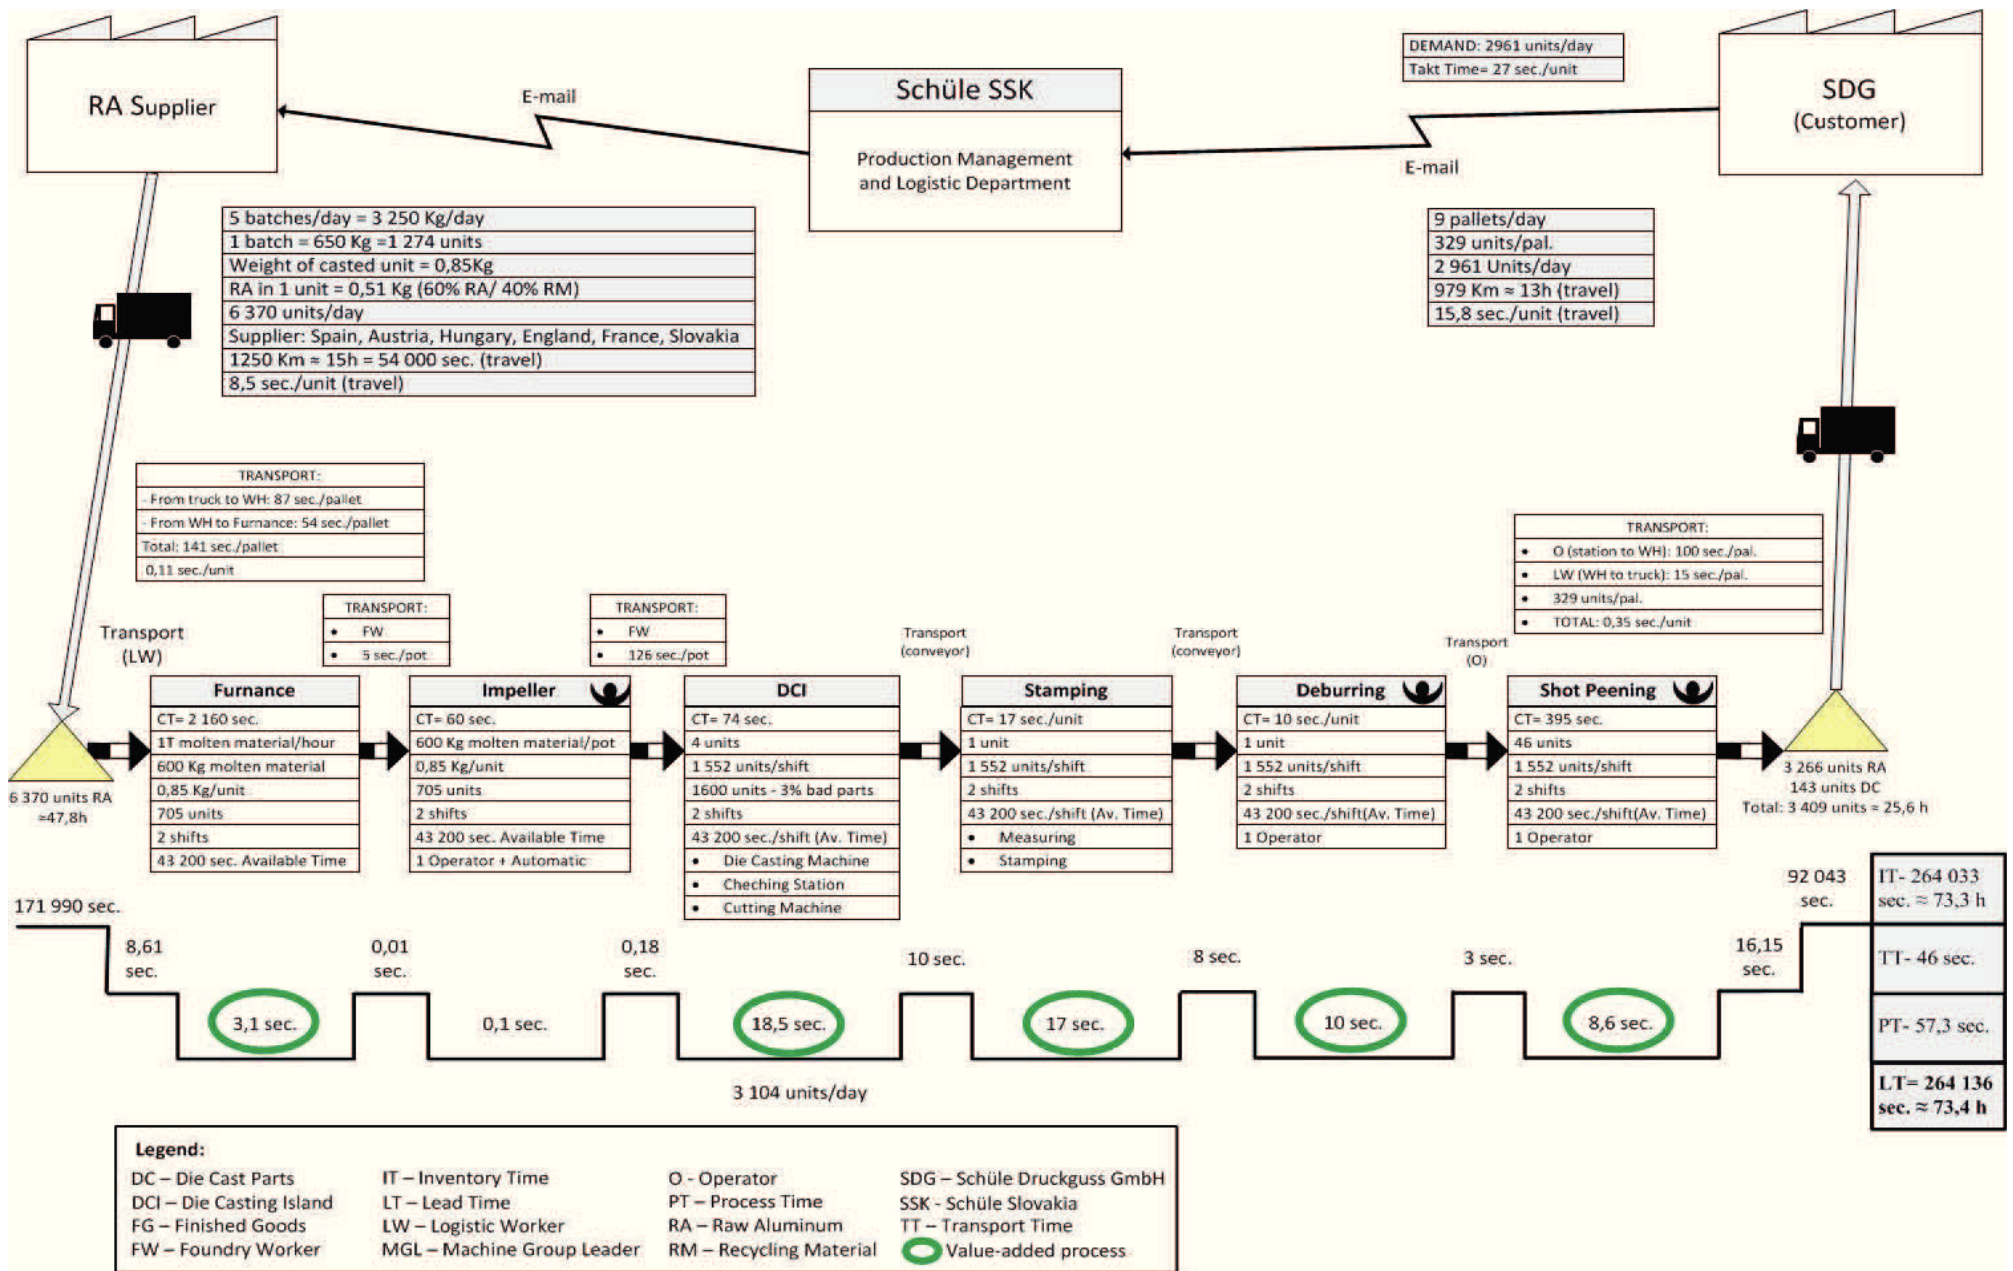 RA Supplier
E-mail
Schüle SSK
Production Management
and Logistic Department
DEMAND: 2961 units/day
Takt Time= 27 sec./unit
E-mail
SDG
(Customer)
5 batches/day = 3 250 Kg/day
1 batch = 650 Kg =1 274 units
Weight of casted unit = 0,85Kg
RA in 1 unit = 0,51 Kg (60% RA/ 40% RM)
6 370 units/day
Supplier: Spain, Austria, Hungary, England, France, Slovakia
1250 Km ≈ 15h = 54 000 sec. (travel)
8,5 sec./unit (travel)
9 pallets/day
329 units/pal.
2 961 Units/day
979 Km ≈ 13h (travel)
15,8 sec./unit (travel)
TRANSPORT:
- From truck to WH: 87 sec./pallet
- From WH to Furnance: 54 sec./pallet
Total: 141 sec./pallet
0,11 sec./unit
TRANSPORT:
• FW
• 5 sec./pot
TRANSPORT:
• FW
• 126 sec./pot
TRANSPORT:
• O (station to WH): 100 sec./pal.
• LW (WH to truck): 15 sec./pal.
• 329 units/pal.
• TOTAL: 0,35 sec./unit
Transport
(LW)
Transport
(conveyor)
Transport
(conveyor)
Transport
(O)
6 370 units RA
≈47,8h
Furnance
CT= 2 160 sec.
1T molten material/hour
600 Kg molten material
0,85 Kg/unit
705 units
2 shifts
43 200 sec. Available Time
Impeller
CT= 60 sec.
600 Kg molten material/pot
0,85 Kg/unit
705 units
2 shifts
43 200 sec. Available Time
1 Operator + Automatic
DCI
CT= 74 sec.
4 units
1 552 units/shift
1600 units - 3% bad parts
2 shifts
43 200 sec./shift (Av. Time)
• Die Casting Machine
• Cheching Station
• Cutting Machine
Stamping
CT= 17 sec./unit
1 unit
1 552 units/shift
2 shifts
43 200 sec./shift (Av. Time)
• Measuring
• Stamping
Deburring
CT= 10 sec./unit
1 unit
1 552 units/shift
2 shifts
43 200 sec./shift(Av. Time)
1 Operator
Shot Peening
CT= 395 sec.
46 units
1 552 units/shift
2 shifts
43 200 sec./shift(Av. Time)
1 Operator
3 266 units RA
143 units DC
Total: 3 409 units = 25,6 h
171 990 sec.
8,61
sec.
3,1 sec.
0,01
sec.
0,1 sec.
0,18
sec.
18,5 sec.
10 sec.
17 sec.
8 sec.
10 sec.
3 sec.
8,6 sec.
16,15
sec.
92 043
sec.
3 104 units/day
IT- 264 033
sec. ≈ 73,3 h
TT- 46 sec.
PT- 57,3 sec.
LT= 264 136
sec. ≈ 73,4 h
Legend:
DC – Die Cast Parts
DCI – Die Casting Island
FG – Finished Goods
FW – Foundry Worker
IT – Inventory Time
LT – Lead Time
LW – Logistic Worker
MGL – Machine Group Leader
O - Operator
PT – Process Time
RA – Raw Aluminum
RM – Recycling Material
SDG – Schüle Druckguss GmbH
SSK - Schüle Slovakia
TT – Transport Time
Value-added process